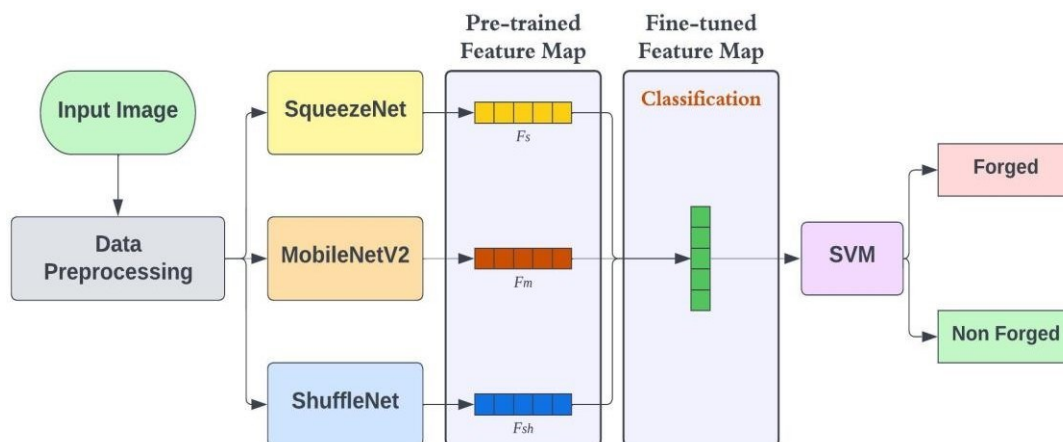 Pre-trained
Feature Map
Fine-tuned
Feature Map
Input Image
SqueezeNet
Classification
Fs
Forged
Data
Preprocessing
MobileNetV2
Fm
SVM
Non Forged
ShuffleNet
Fsh